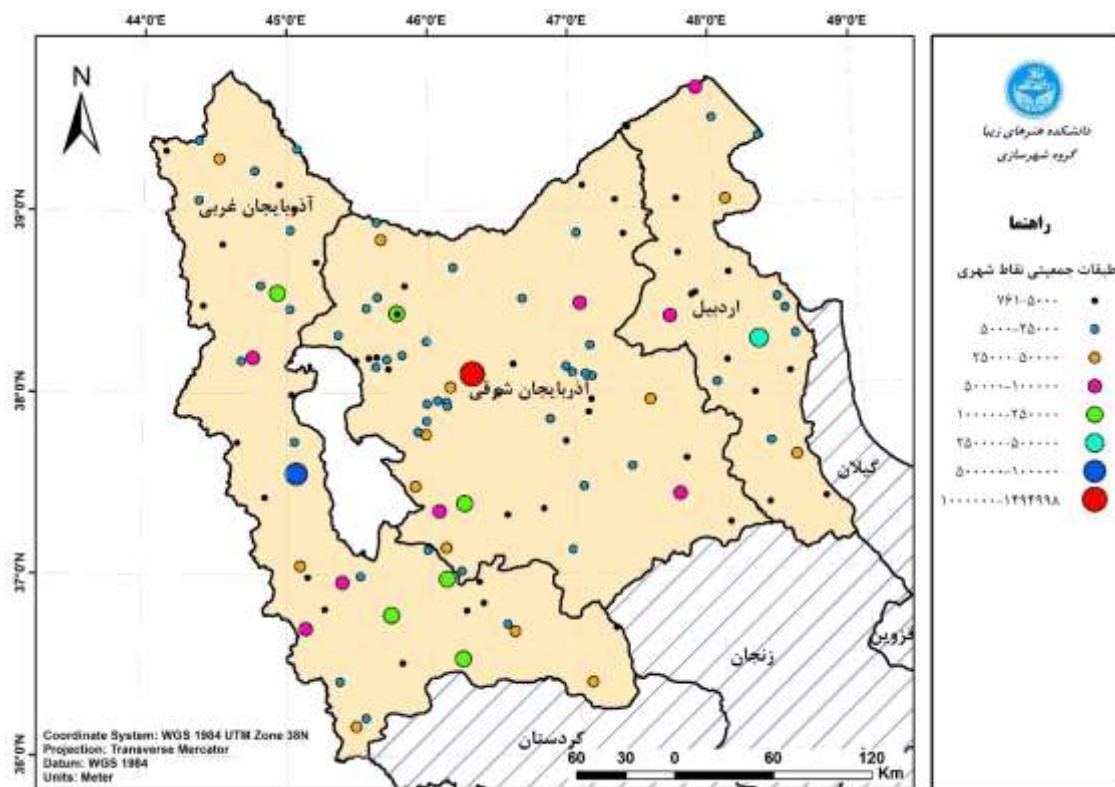 44°0'E 45°0'E 46°0'E 47°0'E 48°0'E 49°0'E
N
39°0'N
38°0'N
37°0'N
36°0'N
آذربایجان غربی
آذربایجان شرقی
اردبیل
گیلان
زنجان
قزوین
کردستان
Coordinate System: WGS 1984 UTM Zone 38N
Projection: Transverse Mercator
Datum: WGS 1984
Units: Meter
60 30 0 60 120
Km
دانشکده هنرهای زیبا
گروه شهرسازی
راهنما
طبقات جمعیتی نقاط شهری
۷۶۱-۵۰۰۰
۵۰۰۰-۲۵۰۰۰
۲۵۰۰۰-۵۰۰۰۰
۵۰۰۰۰-۱۰۰۰۰۰
۱۰۰۰۰۰-۲۵۰۰۰۰
۲۵۰۰۰۰-۵۰۰۰۰۰
۵۰۰۰۰۰-۱۰۰۰۰۰۰
۱۰۰۰۰۰۰-۱۴۹۴۹۹۸